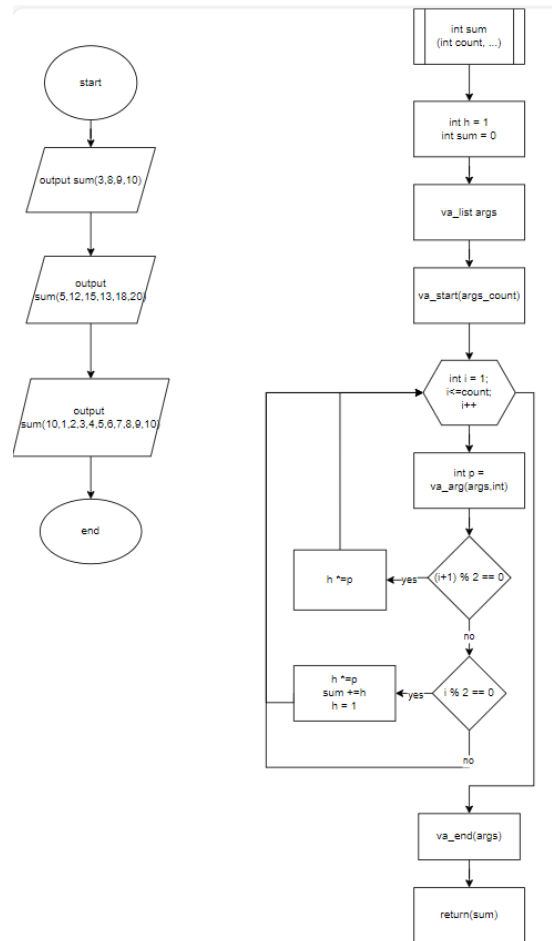 start
output sum(3,8,9,10)
output
sum(5,12,15,13,18,20)
output
sum(10,1,2,3,4,5,6,7,8,9,10)
end
int sum
(int count, ...)
int h = 1
int sum = 0
va_list args
va_start(args_count)
int i = 1;
i<=count;
i++
int p =
va_arg(args,int)
(i+1) % 2 == 0
yes
h *=p
no
i % 2 == 0
yes
h *=p
sum +=h
h = 1
no
va_end(args)
return(sum)